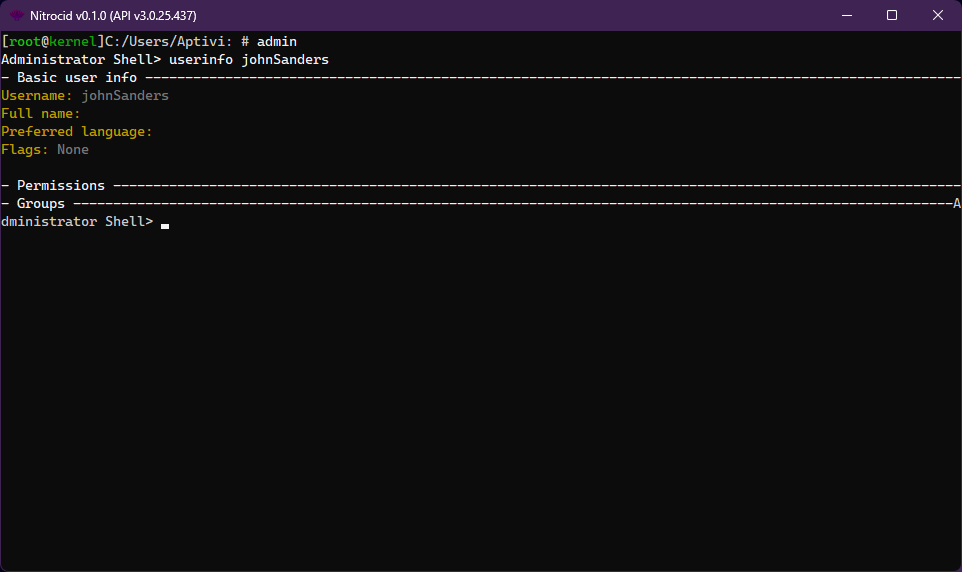 Nitrocid v0.1.0 (API v3.0.25.437)
[root@kernel]C:/Users/Aptivi: # admin
Administrator Shell> userinfo johnSanders
- Basic user info ------------------------------------------------------------------------------------------------------
Username: johnSanders
Full name:
Preferred language:
Flags: None
- Permissions ----------------------------------------------------------------------------------------------------------
- Groups --------------------------------------------------------------------------------------------------------------A
dministrator Shell>